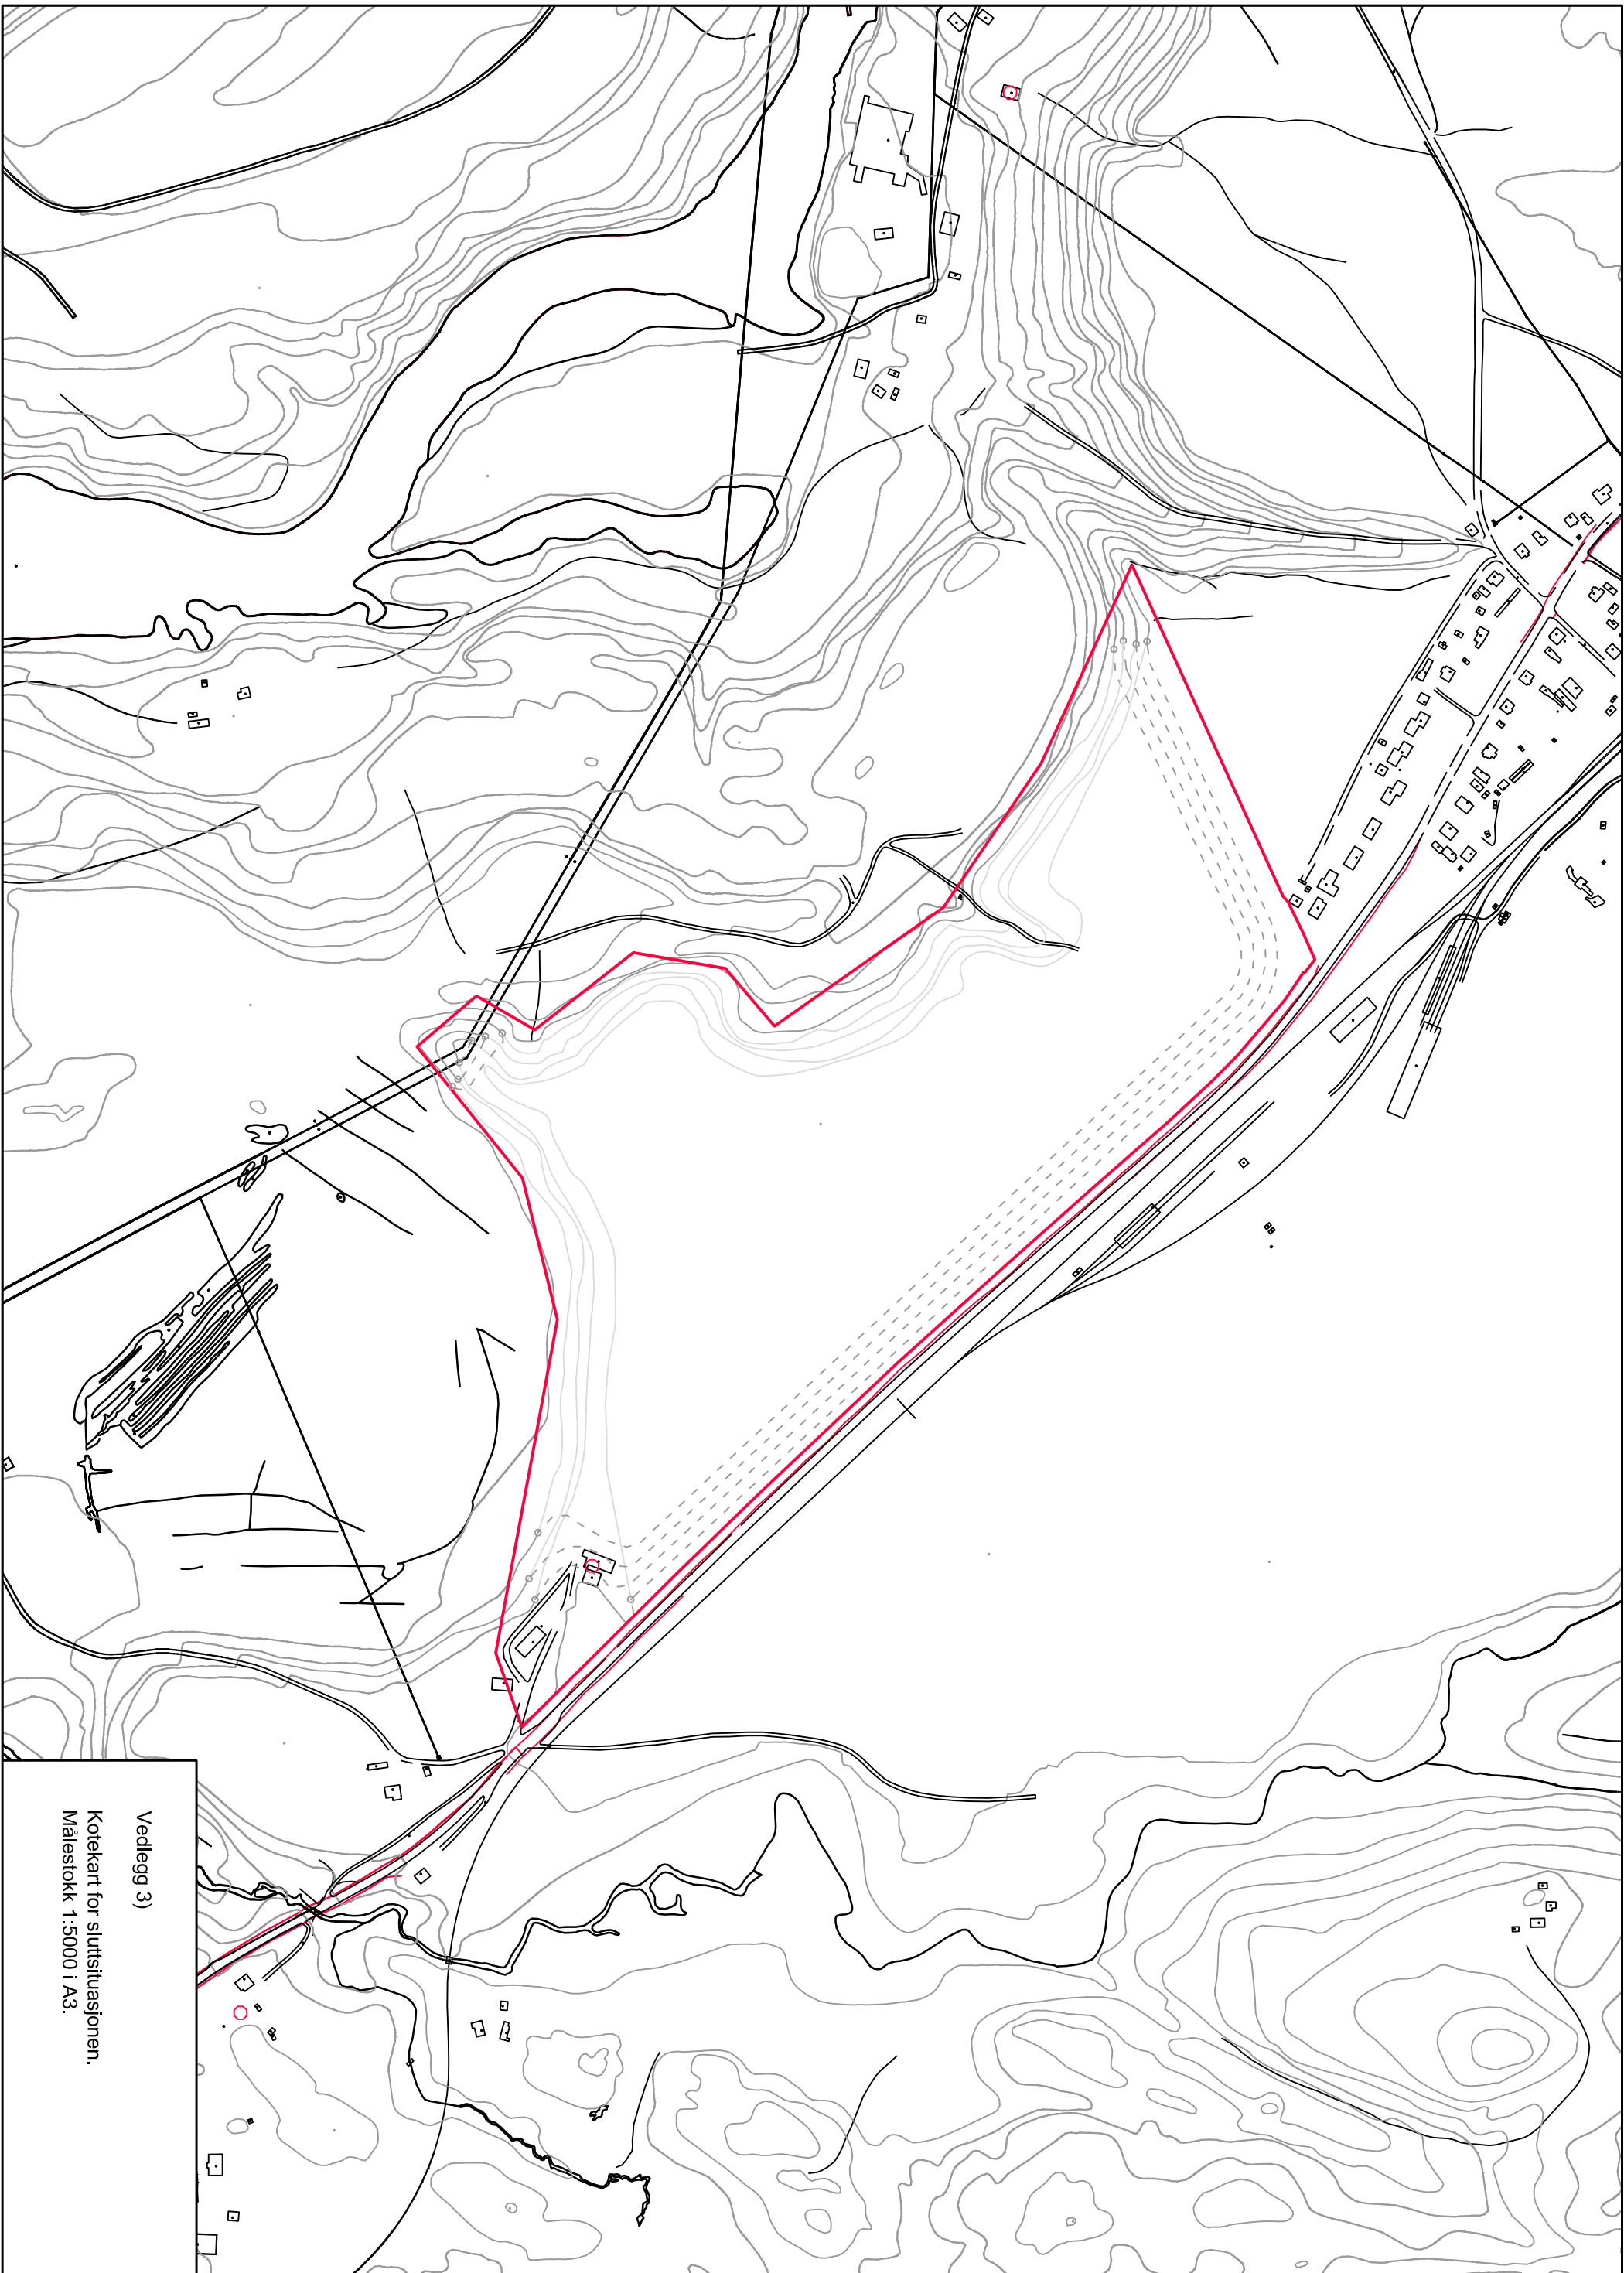 Vedlegg 3)
Kotekart for sluttsituasjonen.
Målestokk 1:5000 i A3.